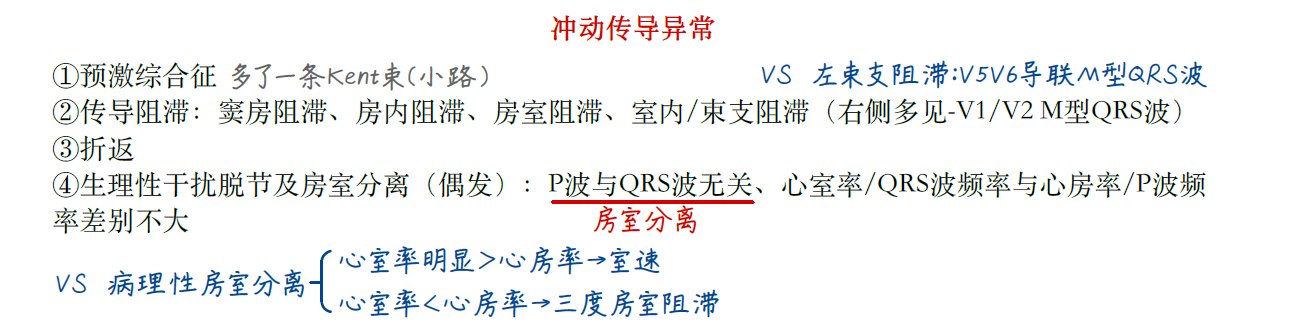 冲动传导异常
①预激综合征 多了一条Kent束(小路) VS 左束支阻滞:V5V6导联M型QRS波
②传导阻滞：窦房阻滞、房内阻滞、房室阻滞、室内/束支阻滞（右侧多见-V1/V2 M型QRS波）
③折返
④生理性干扰脱节及房室分离（偶发）：P波与QRS波无关、心室率/QRS波频率与心房率/P波频
率差别不大
房室分离
VS 病理性房室分离
心室率明显>心房率→室速
心室率<心房率→三度房室阻滞